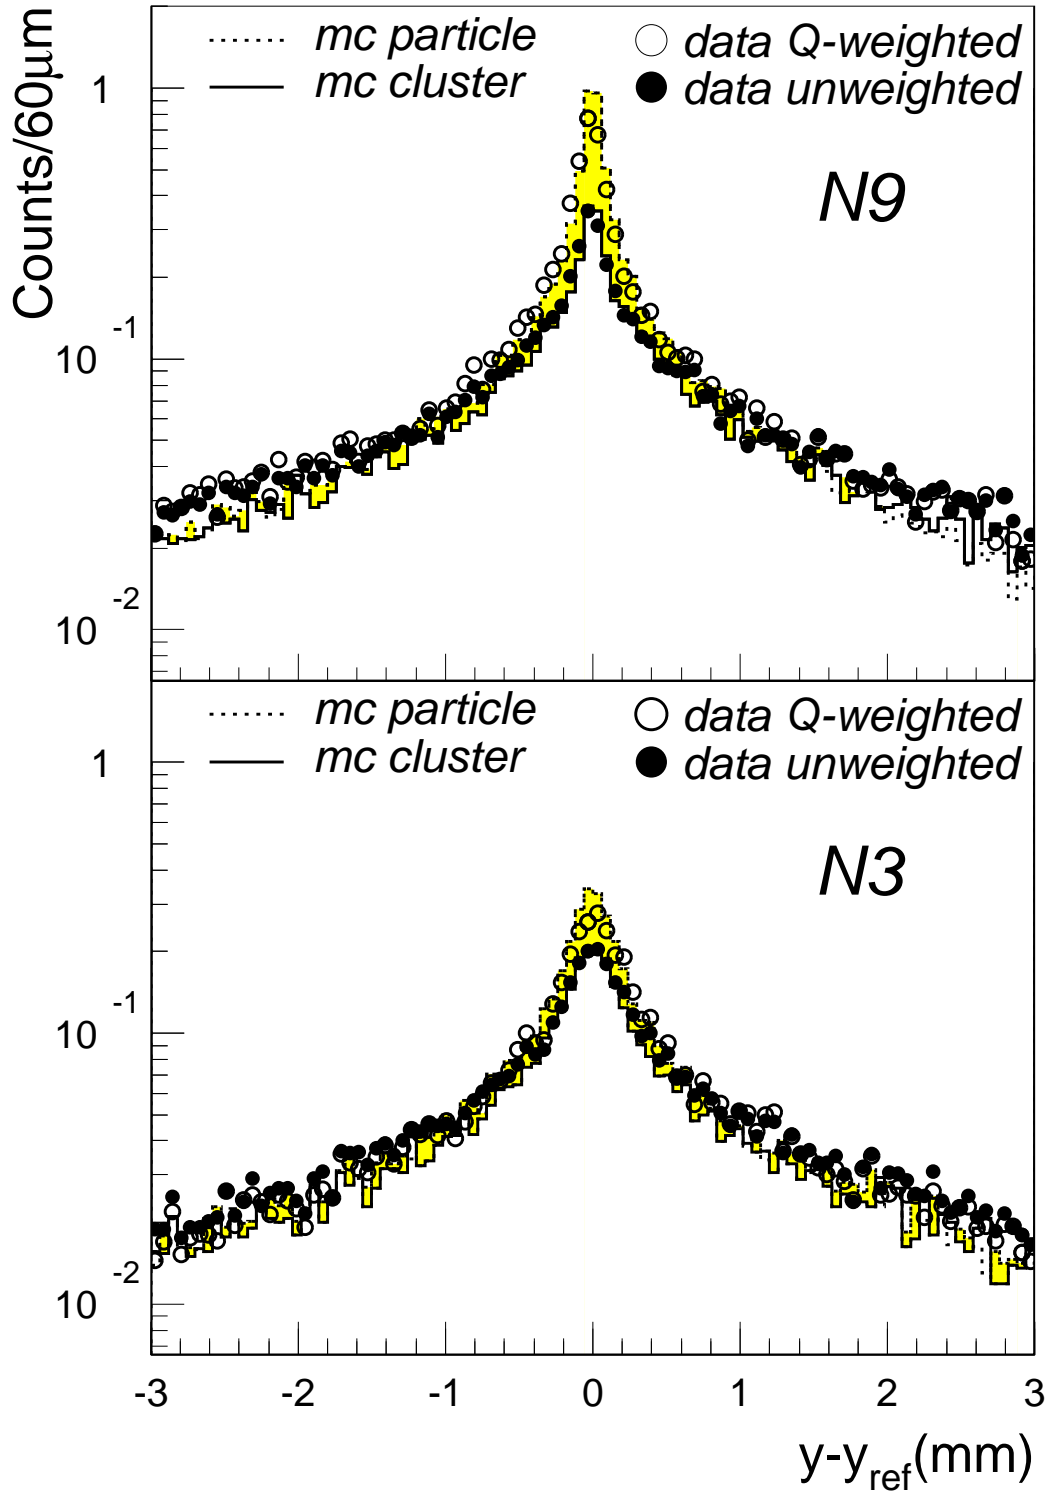 Counts/60μm
mc particle
mc cluster
data Q-weighted
data unweighted
N9
1
10^-1
10^-2
mc particle
mc cluster
data Q-weighted
data unweighted
N3
1
10^-1
10^-2
-3 -2 -1 0 1 2 3
y-y_ref(mm)